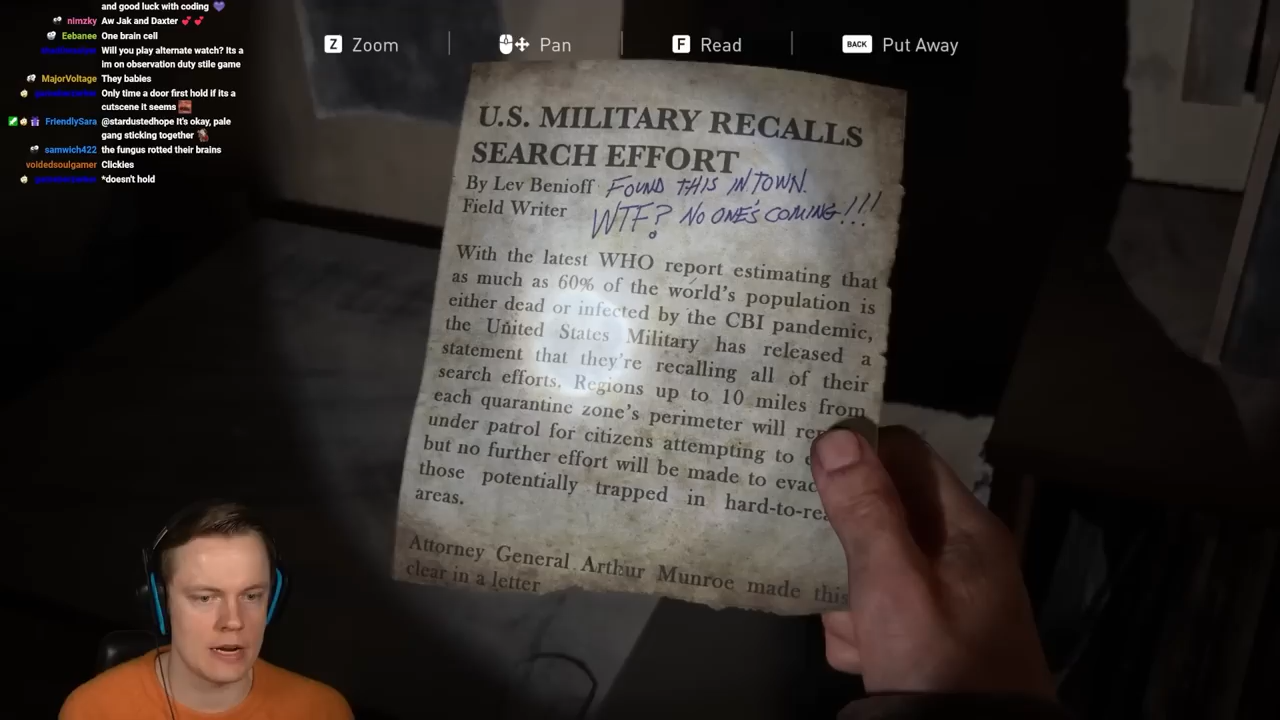 and good luck with coding 💜
nimzky Aw Jak and Daxter 💕 💕
Eebanee One brain cell
Will you play alternate watch? Its a
im on observation duty stile game
MajorVoltage They babies
Only time a door first hold if its a
cutscene it seems
FriendlySara @stardustedhope It's okay, pale
gang sticking together
samwich422 the fungus rotted their brains
voidedsoulgamer Clickies
*doesn't hold
Z Zoom
Pan
F Read
BACK Put Away
U.S. MILITARY RECALLS
SEARCH EFFORT
By Lev Benioff FOUND THIS IN TOWN.
Field Writer WTF? NO ONE'S COMING!!!
With the latest WHO report estimating that
as much as 60% of the world's population is
either dead or infected by the CBI pandemic,
the United States Military has released a
statement that they're recalling all of their
search efforts. Regions up to 10 miles from
each quarantine zone's perimeter will
under patrol for citizens attempting to
but no further effort will be made to
those potentially trapped in
areas.
Attorney General Arthur Munroe made this
clear in a letter